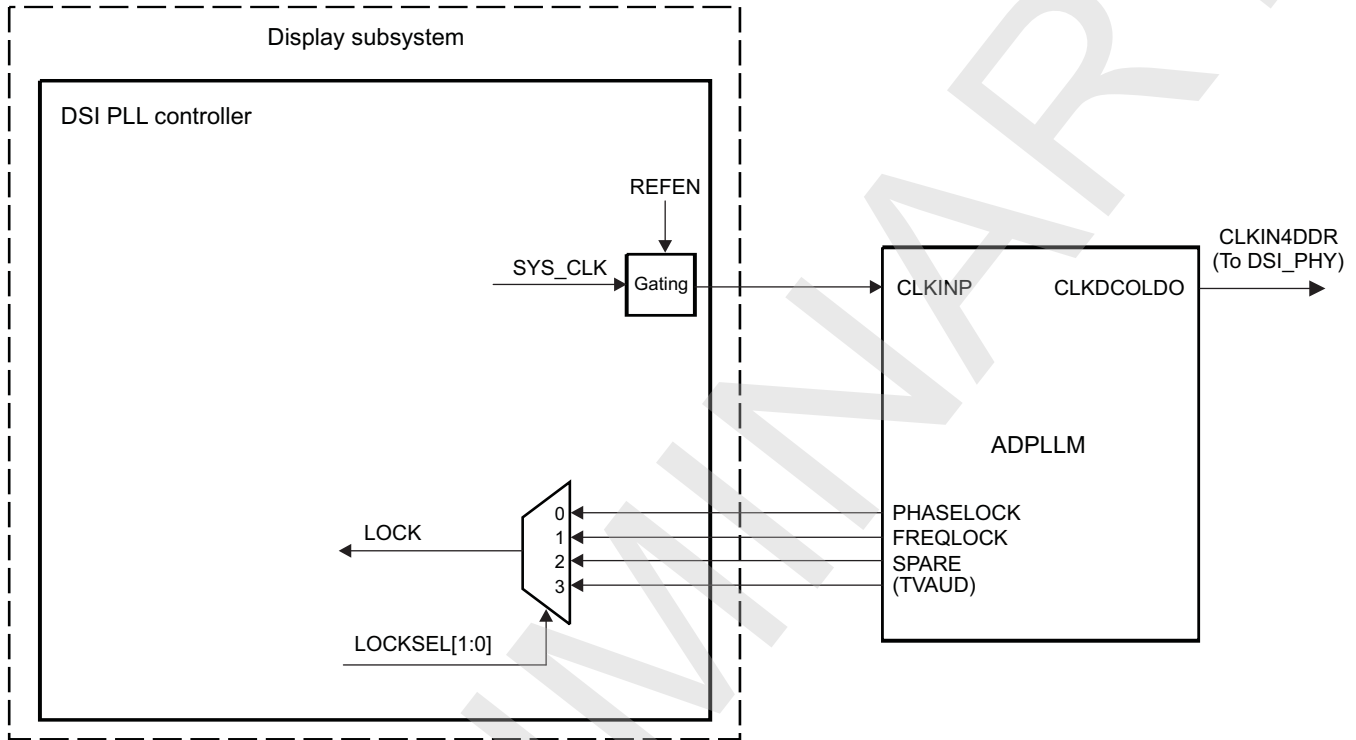 Display subsystem
DSI PLL controller
REFEN
SYS_CLK
Gating
CLKINP
CLKDCOLDO
CLKIN4DDR
(To DSI_PHY)
ADPLLM
LOCK
0
1
2
3
PHASELOCK
FREQLOCK
SPARE
(TVAUD)
LOCKSEL[1:0]
MINAR